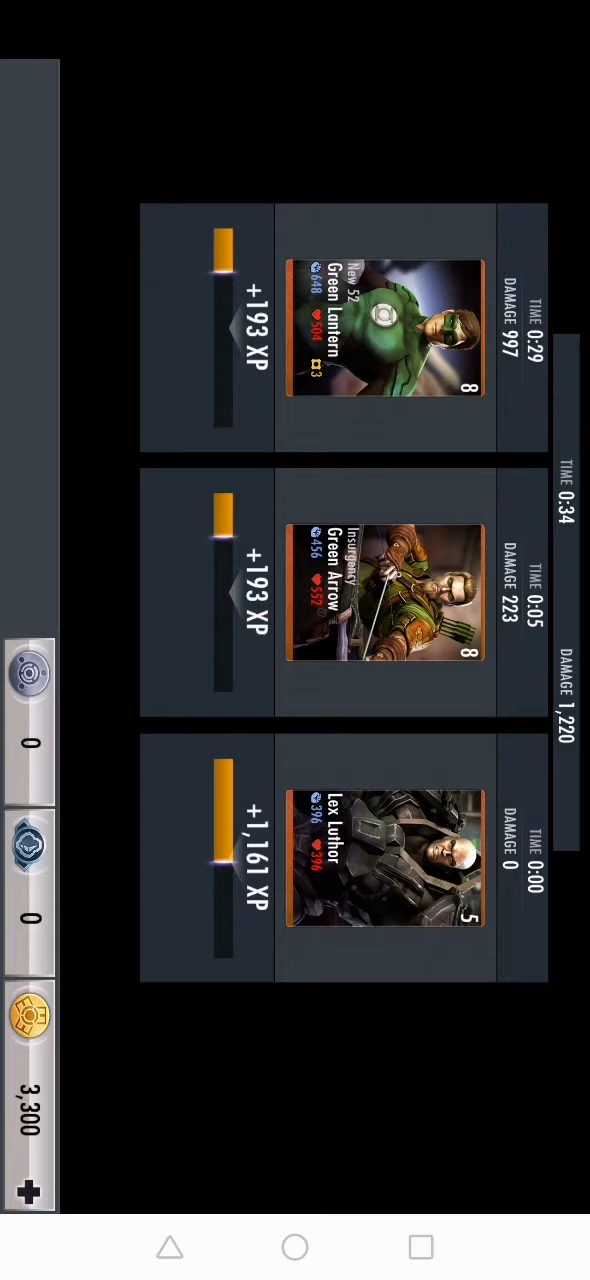 TIME 0:34
DAMAGE 1,220
TIME 0:29
DAMAGE 997
8
New 52
Green Lantern
648 504 3
+193 XP
TIME 0:05
DAMAGE 223
8
Insurgency
Green Arrow
456 552
+193 XP
TIME 0:00
DAMAGE 0
5
Lex Luthor
396 396
+1,161 XP
0
0
3,300